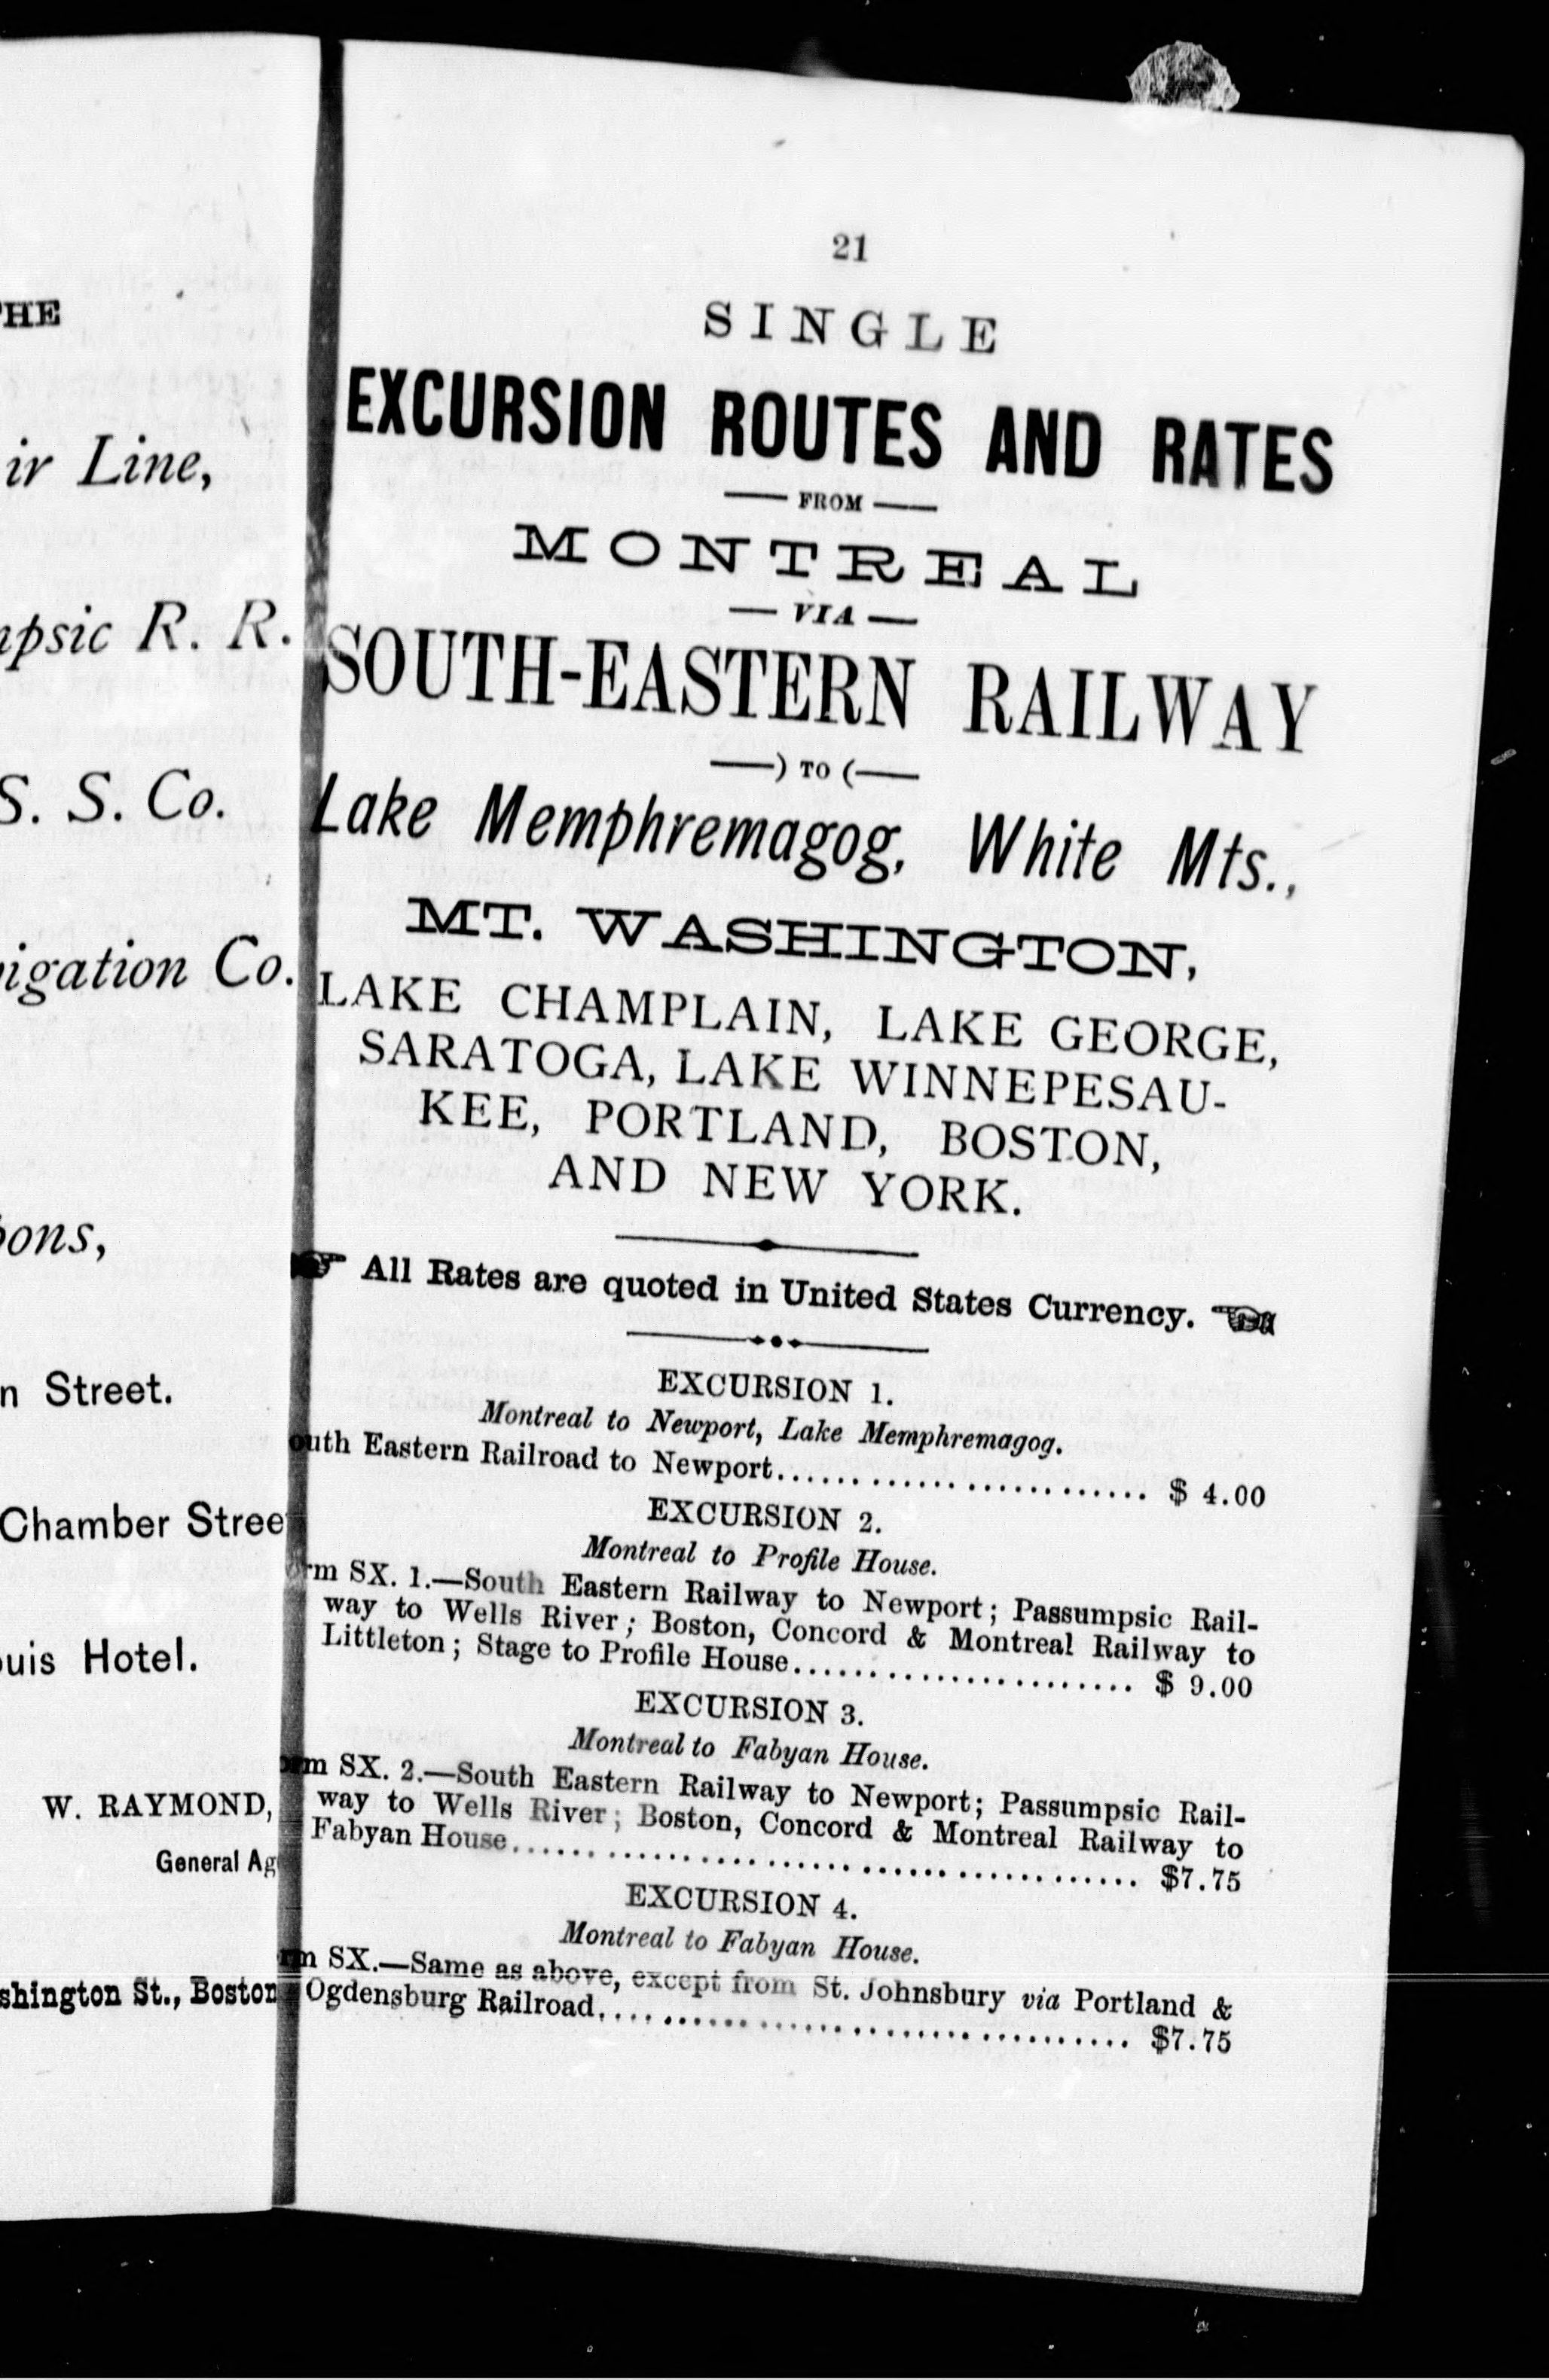 HE
ir Line,
psic R. R.
S. S. Co.
igation Co.
ons,
n Street.
Chamber Stree
uis Hotel.
W. RAYMOND,
General Ag
shington St., Boston
21
SINGLE
EXCURSION ROUTES AND RATES
— FROM —
MONTREAL
— VIA —
SOUTH-EASTERN RAILWAY
—) TO (—
Lake Memphremagog, White Mts.,
MT. WASHINGTON,
LAKE CHAMPLAIN, LAKE GEORGE,
SARATOGA, LAKE WINNEPESAU-
KEE, PORTLAND, BOSTON,
AND NEW YORK.
☛ All Rates are quoted in United States Currency. ☚
EXCURSION 1.
Montreal to Newport, Lake Memphremagog.
outh Eastern Railroad to Newport........................... $ 4.00
EXCURSION 2.
Montreal to Profile House.
rm SX. 1.—South Eastern Railway to Newport; Passumpsic Rail-
way to Wells River; Boston, Concord & Montreal Railway to
Littleton; Stage to Profile House........................ $ 9.00
EXCURSION 3.
Montreal to Fabyan House.
rm SX. 2.—South Eastern Railway to Newport; Passumpsic Rail-
way to Wells River; Boston, Concord & Montreal Railway to
Fabyan House............................................ $7.75
EXCURSION 4.
Montreal to Fabyan House.
rm SX.—Same as above, except from St. Johnsbury via Portland &
Ogdensburg Railroad..................................... $7.75